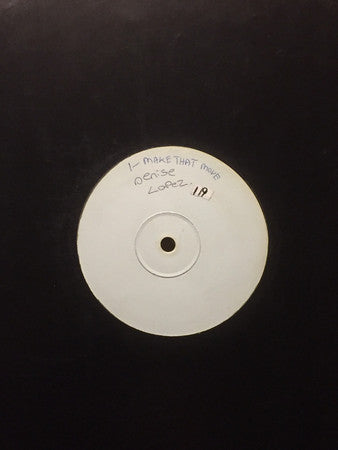 1- MAKE THAT MOVE
Denise
Lopez. 1A